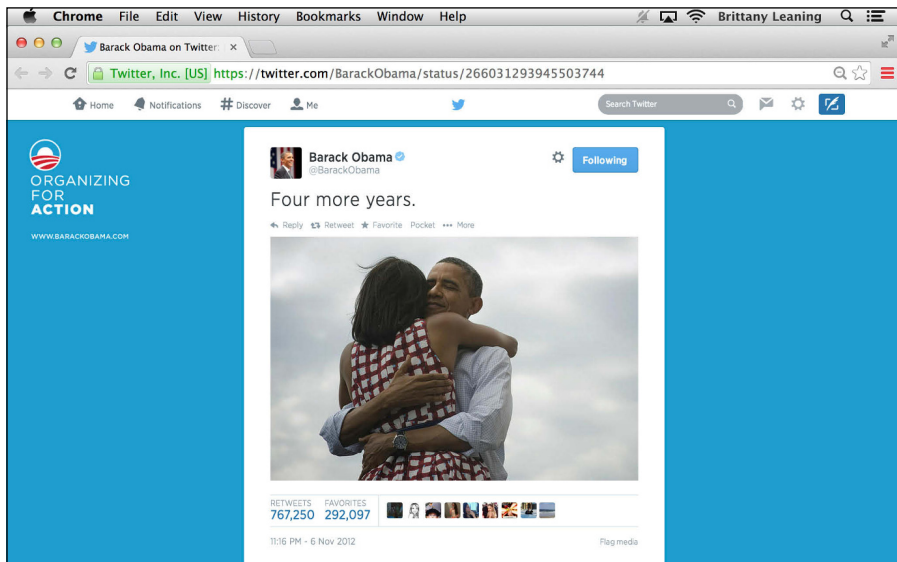 Chrome File Edit View History Bookmarks Window Help Brittany Leaning
Barack Obama on Twitter: ×
Twitter, Inc. [US] https://twitter.com/BarackObama/status/266031293945503744
Home Notifications # Discover Me Search Twitter
ORGANIZING
FOR
ACTION
WWW.BARACKOBAMA.COM
Barack Obama
@BarackObama
Following
Four more years.
Reply Retweet Favorite Pocket ••• More
RETWEETS FAVORITES
767,250 292,097
11:16 PM - 6 Nov 2012 Flag media